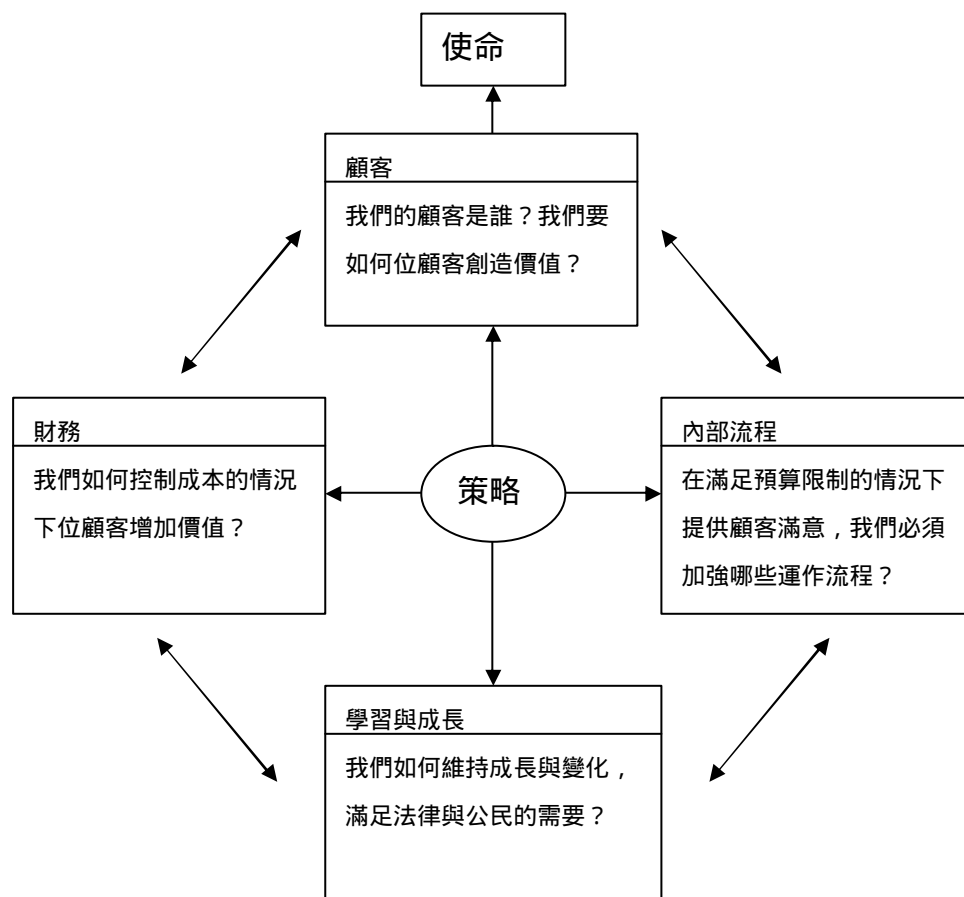 使命
顧客
我們的顧客是誰？我們要
如何位顧客創造價值？
財務
我們如何控制成本的情況
下位顧客增加價值？
策略
內部流程
在滿足預算限制的情況下
提供顧客滿意，我們必須
加強哪些運作流程？
學習與成長
我們如何維持成長與變化，
滿足法律與公民的需要？